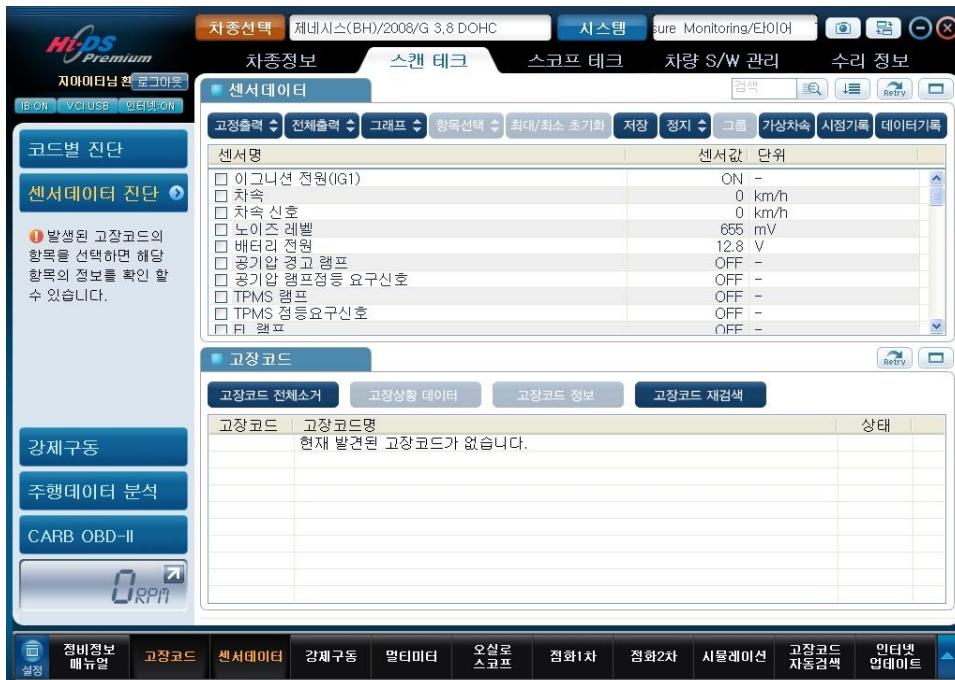 Hi-DS
Premium
차종선택
제네시스(BH)/2008/G 3,8 DOHC
시스템
sure Monitoring/타이어
차종정보
스캔 테크
스코프 테크
차량 S/W 관리
수리 정보
지아이티님 환
로그아웃
IB:ON
VCI:USB
인터넷:ON
코드별 진단
센서데이터 진단
발생된 고장코드의
항목을 선택하면 해당
항목의 정보를 확인 할
수 있습니다.
강제구동
주행데이터 분석
CARB OBD-II
0 RPM
센서데이터
검색
Retry
고정출력
전체출력
그래프
항목선택
최대/최소 초기화
저장
정지
그룹
가상차속
시점기록
데이터기록
센서명 센서값 단위
이그니션 전원(IG1) ON -
차속 0 km/h
차속 신호 0 km/h
노이즈 레벨 655 mV
배터리 전원 12.8 V
공기압 경고 램프 OFF -
공기압 램프점등 요구신호 OFF -
TPMS 램프 OFF -
TPMS 점등요구신호 OFF -
FL 램프 OFF -
고장코드
Retry
고장코드 전체소거
고장상황 데이터
고장코드 정보
고장코드 재검색
고장코드 고장코드명 상태
현재 발견된 고장코드가 없습니다.
설정
정비정보
매뉴얼
고장코드
센서데이터
강제구동
멀티미터
오실로
스코프
점화1차
점화2차
시뮬레이션
고장코드
자동검색
인터넷
업데이트